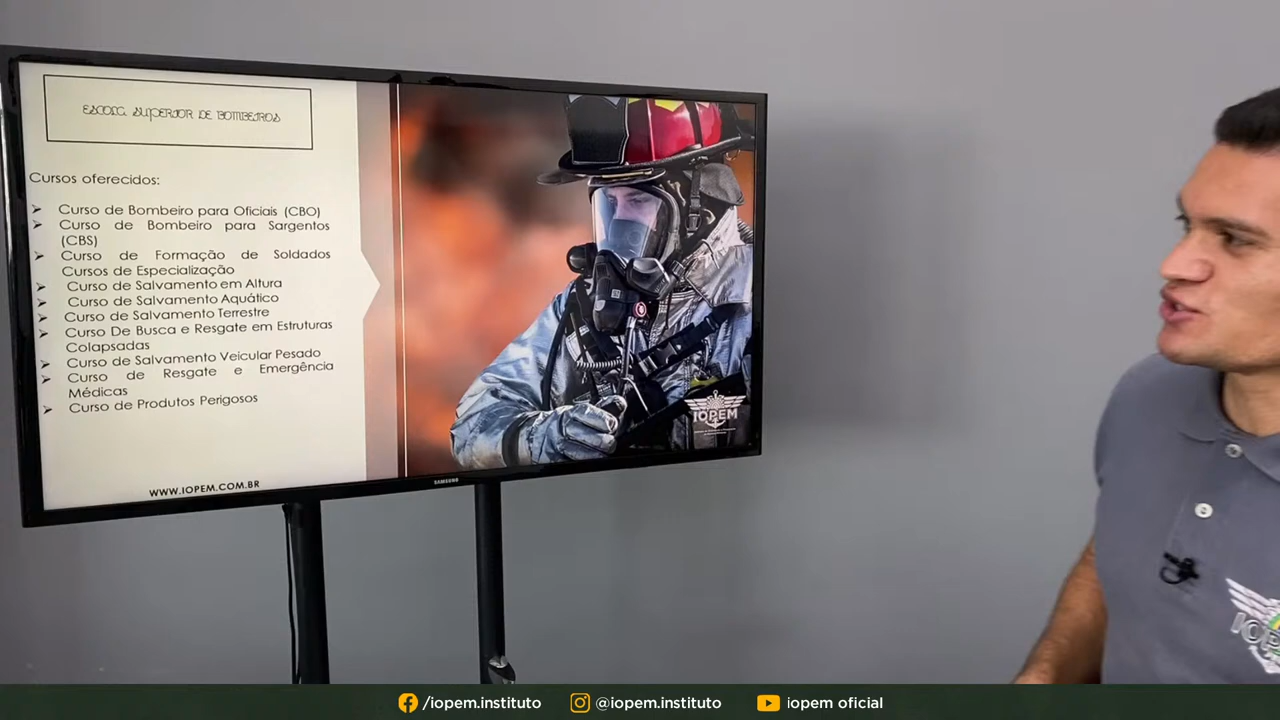 ESCOLA SUPERIOR DE BOMBEIROS
Cursos oferecidos:
➤ Curso de Bombeiro para Oficiais (CBO)
➤ Curso de Bombeiro para Sargentos
(CBS)
➤ Curso de Formação de Soldados
Cursos de Especialização
➤ Curso de Salvamento em Altura
➤ Curso de Salvamento Aquático
➤ Curso de Salvamento Terrestre
➤ Curso De Busca e Resgate em Estruturas
Colapsadas
➤ Curso de Salvamento Veicular Pesado
➤ Curso de Resgate e Emergência
Médicas
➤ Curso de Produtos Perigosos
WWW.IOPEM.COM.BR
IOPEM
SAMSUNG
/iopem.instituto @iopem.instituto iopem oficial